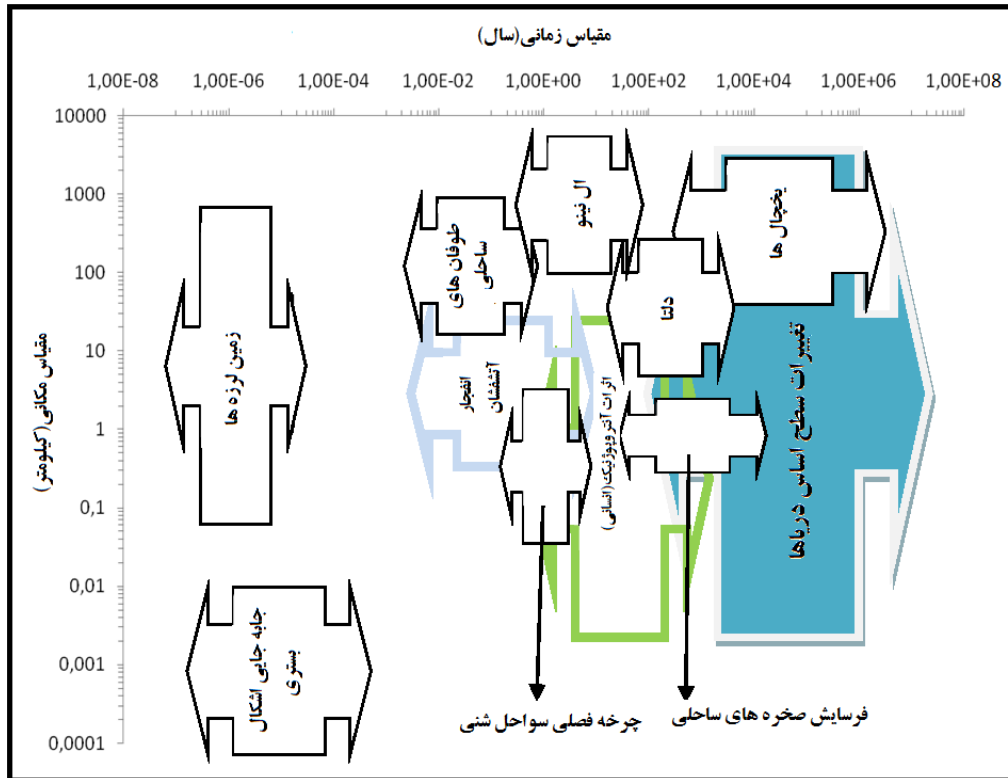 مقیاس زمانی(سال)
1,00E-08 1,00E-06 1,00E-04 1,00E-02 1,00E+00 1,00E+02 1,00E+04 1,00E+06 1,00E+08
مقیاس مکانی(کیلومتر)
10000
1000
100
10
1
0,1
0,01
0,001
0,0001
زمین لرزه ها
جابه جایی اشکال
بستری
طوفان های
ساحلی
ال نینو
انفجار
آتشفشان
اثرات آنتروپوژنیک(انسانی)
دلتا
یخچال ها
تغییرات سطح اساس دریاها
چرخه فصلی سواحل شنی
فرسایش صخره های ساحلی